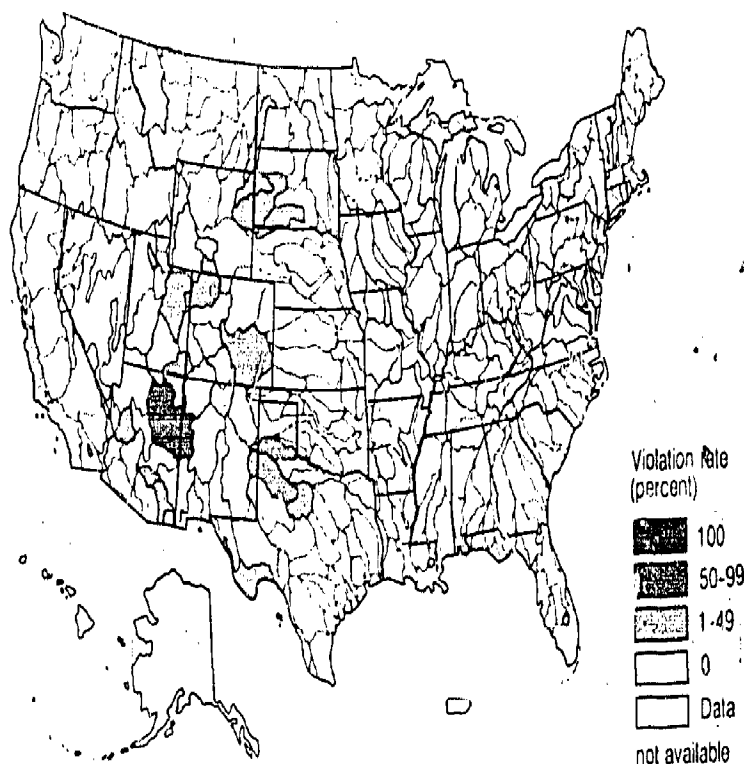 Violation rate
(percent)
100
50-99
1-49
0
Data
not available